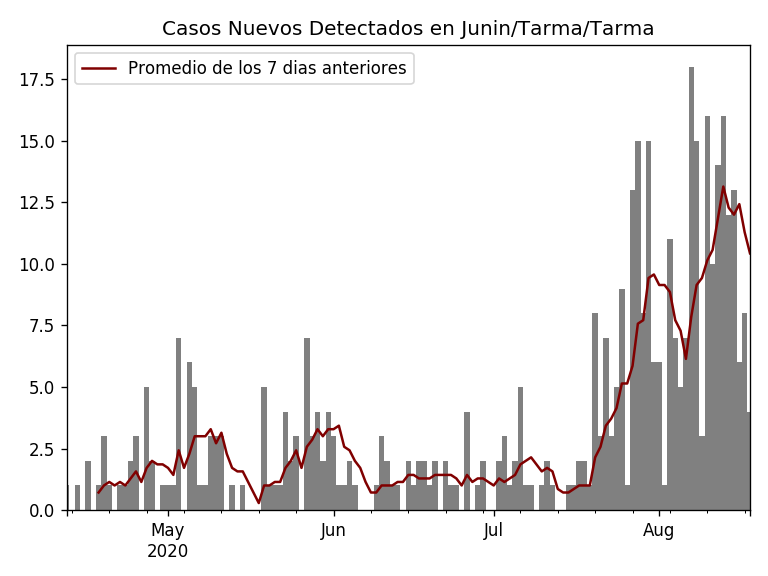 Casos Nuevos Detectados en Junin/Tarma/Tarma
Promedio de los 7 dias anteriores
17.5
15.0
12.5
10.0
7.5
5.0
2.5
0.0
May
2020
Jun
Jul
Aug